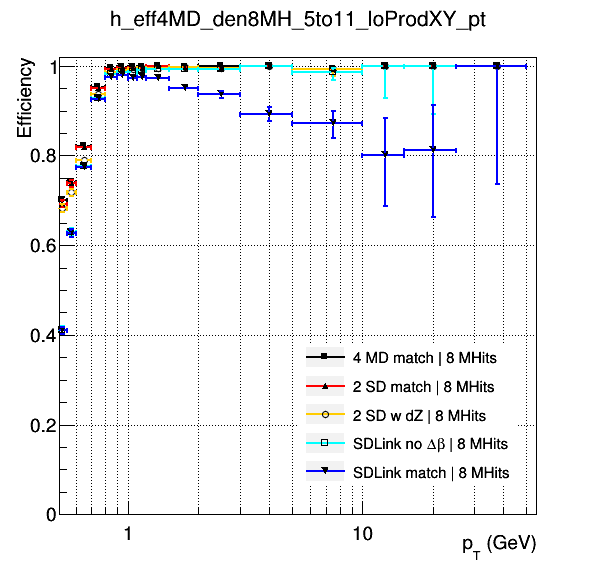 h_eff4MD_den8MH_5to11_loProdXY_pt
Efficiency
1
0.8
0.6
0.4
0.2
0
4 MD match | 8 MHits
2 SD match | 8 MHits
2 SD w dZ | 8 MHits
SDLink no Δβ | 8 MHits
SDLink match | 8 MHits
1
10
p_T (GeV)